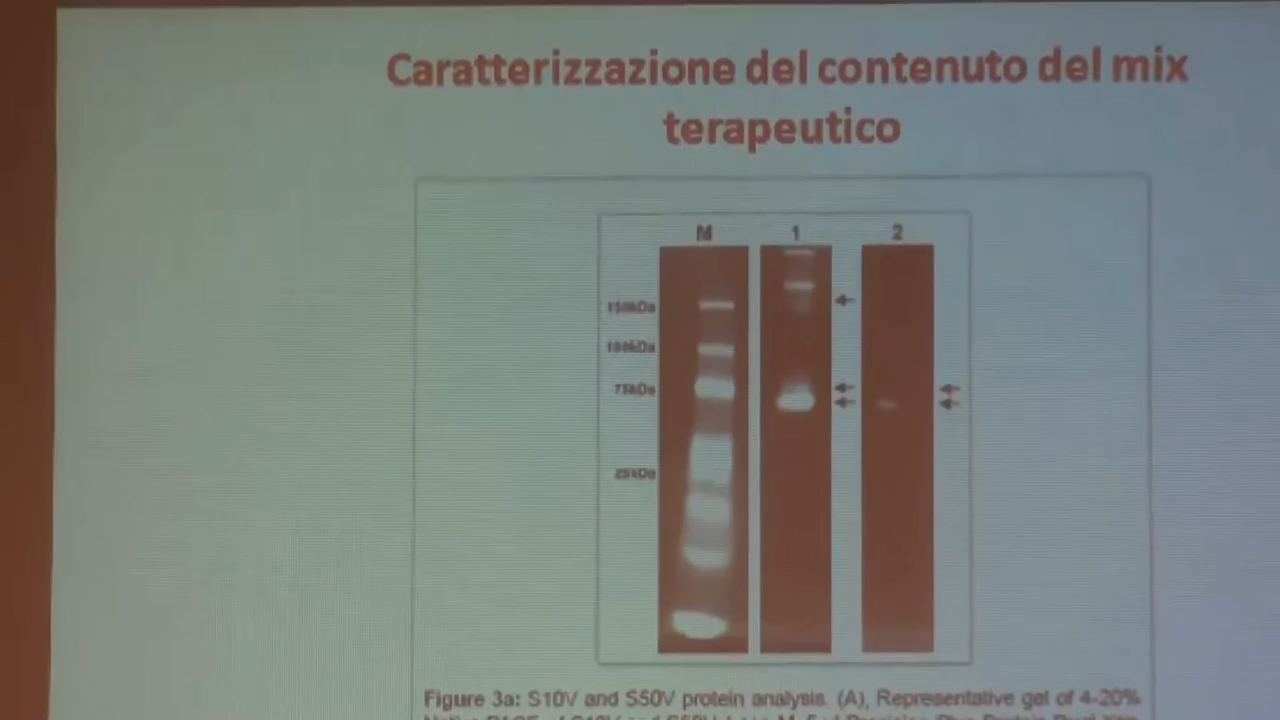 Caratterizzazione del contenuto del mix
terapeutico
M 1 2
150kDa
100kDa
75kDa
25kDa
Figure 3a: S10V and S50V protein analysis. (A), Representative gel of 4-20%